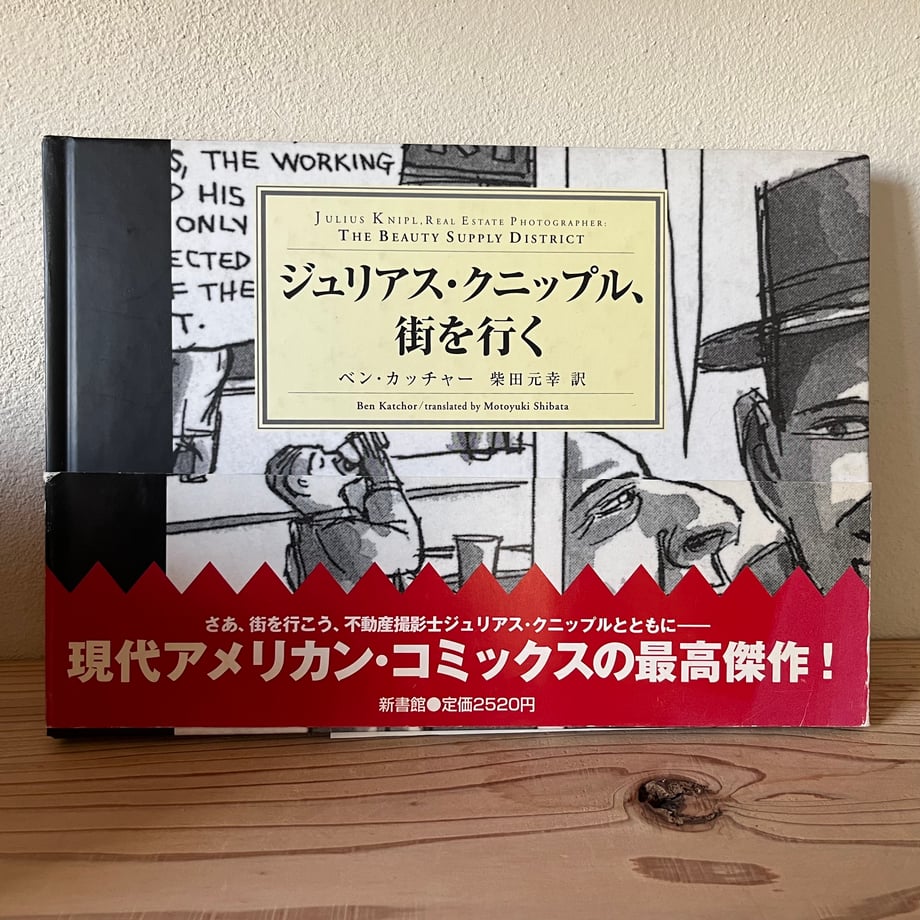 S, THE WORKING
HIS
ONLY
ECTED
F THE
T.
JULIUS KNIPL, REAL ESTATE PHOTOGRAPHER:
THE BEAUTY SUPPLY DISTRICT
ジュリアス・クニップル、
街を行く
ベン・カッチャー 柴田元幸 訳
Ben Katchor/translated by Motoyuki Shibata
さあ、街を行こう、不動産撮影士ジュリアス・クニップルとともに――
現代アメリカン・コミックスの最高傑作!
新書館●定価2520円